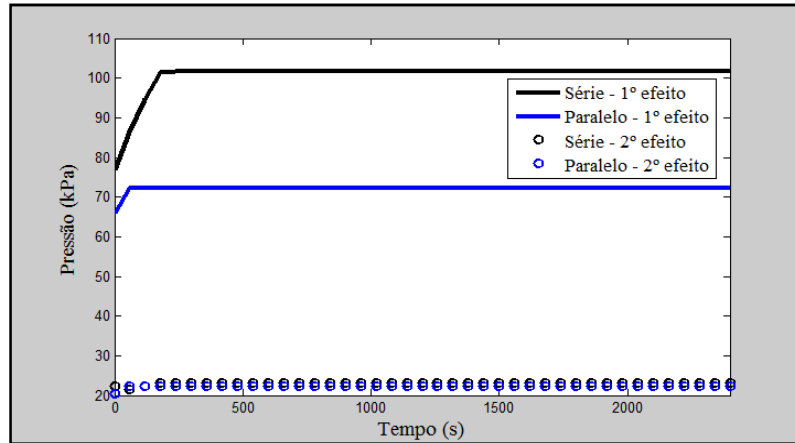 110
100
90
80
70
60
50
40
30
20
Pressão (kPa)
Série - 1º efeito
Paralelo - 1º efeito
Série - 2º efeito
Paralelo - 2º efeito
0
500
1000
1500
2000
Tempo (s)